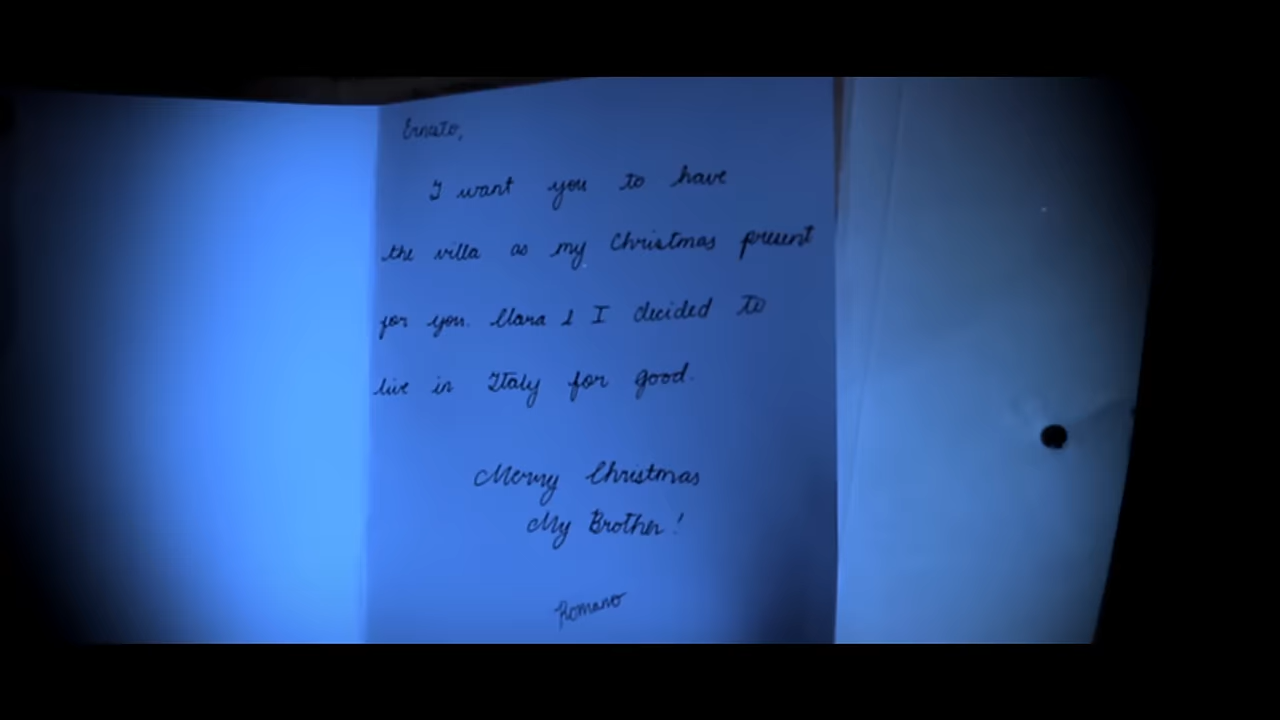 Ernesto,
I want you to have
the villa as my Christmas present
for you. Clara & I decided to
live in Italy for good.
Merry Christmas
My Brother!
Romano